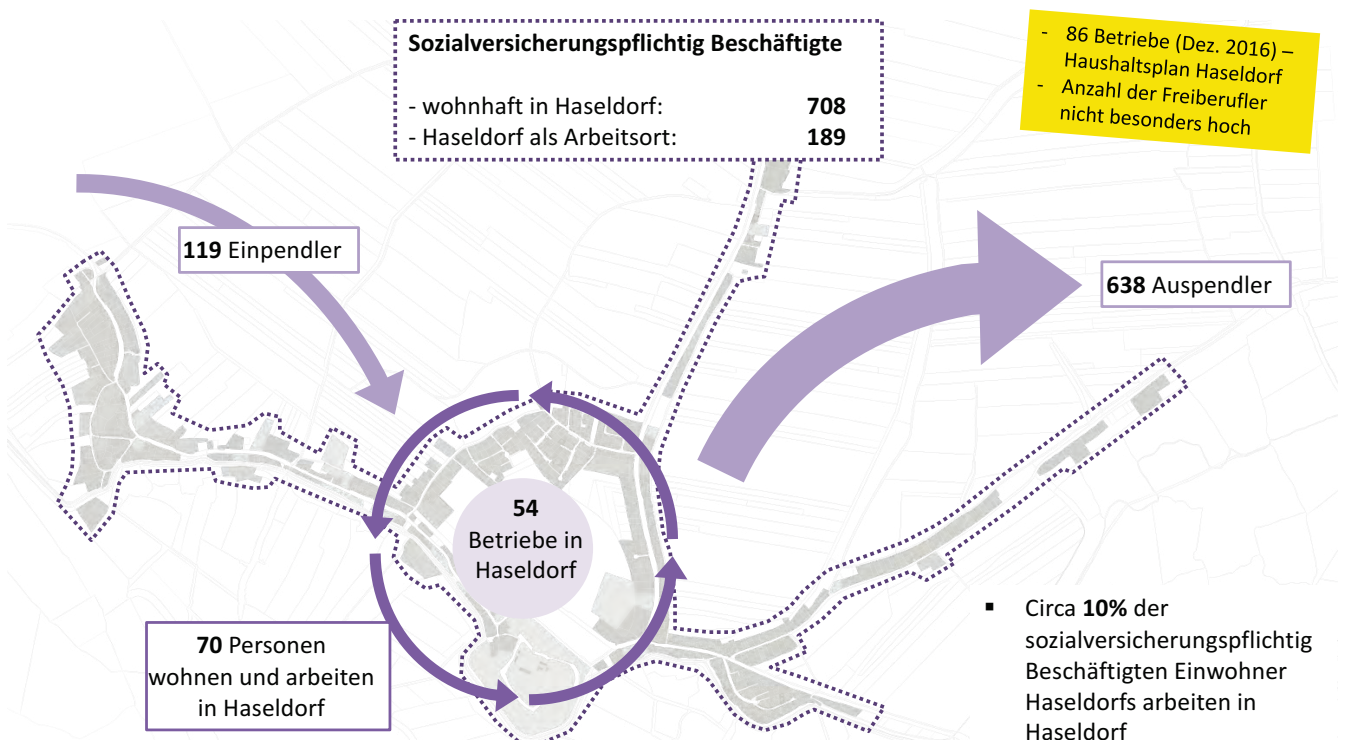 Sozialversicherungspflichtig Beschäftigte
- wohnhaft in Haseldorf: 708
- Haseldorf als Arbeitsort: 189
- 86 Betriebe (Dez. 2016) –
Haushaltsplan Haseldorf
- Anzahl der Freiberufler
nicht besonders hoch
119 Einpendler
638 Auspendler
54
Betriebe in
Haseldorf
70 Personen
wohnen und arbeiten
in Haseldorf
▪ Circa 10% der
sozialversicherungspflichtig
Beschäftigten Einwohner
Haseldorfs arbeiten in
Haseldorf